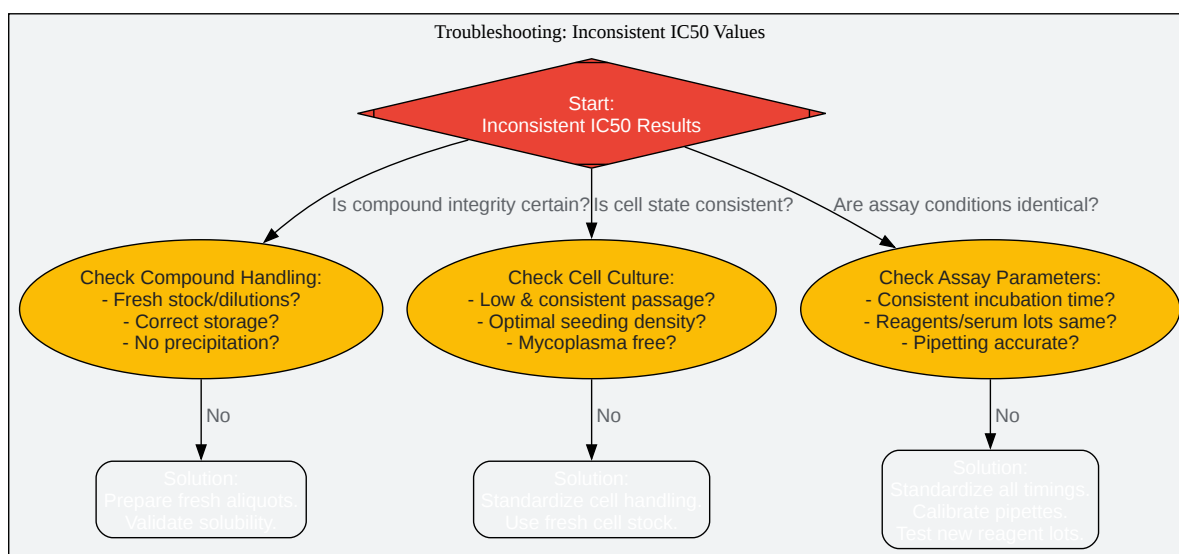 Troubleshooting: Inconsistent IC50 Values
Start:
Inconsistent IC50 Results
Is compound integrity certain?
Is cell state consistent?
Are assay conditions identical?
Check Compound Handling:
- Fresh stock/dilutions?
- Correct storage?
- No precipitation?
Check Cell Culture:
- Low & consistent passage?
- Optimal seeding density?
- Mycoplasma free?
Check Assay Parameters:
- Consistent incubation time?
- Reagents/serum lots same?
- Pipetting accurate?
No
No
No
Solution:
Prepare fresh aliquots.
Validate solubility.
Solution:
Standardize cell handling.
Use fresh cell stock.
Solution:
Standardize all timings.
Calibrate pipettes.
Test new reagent lots.